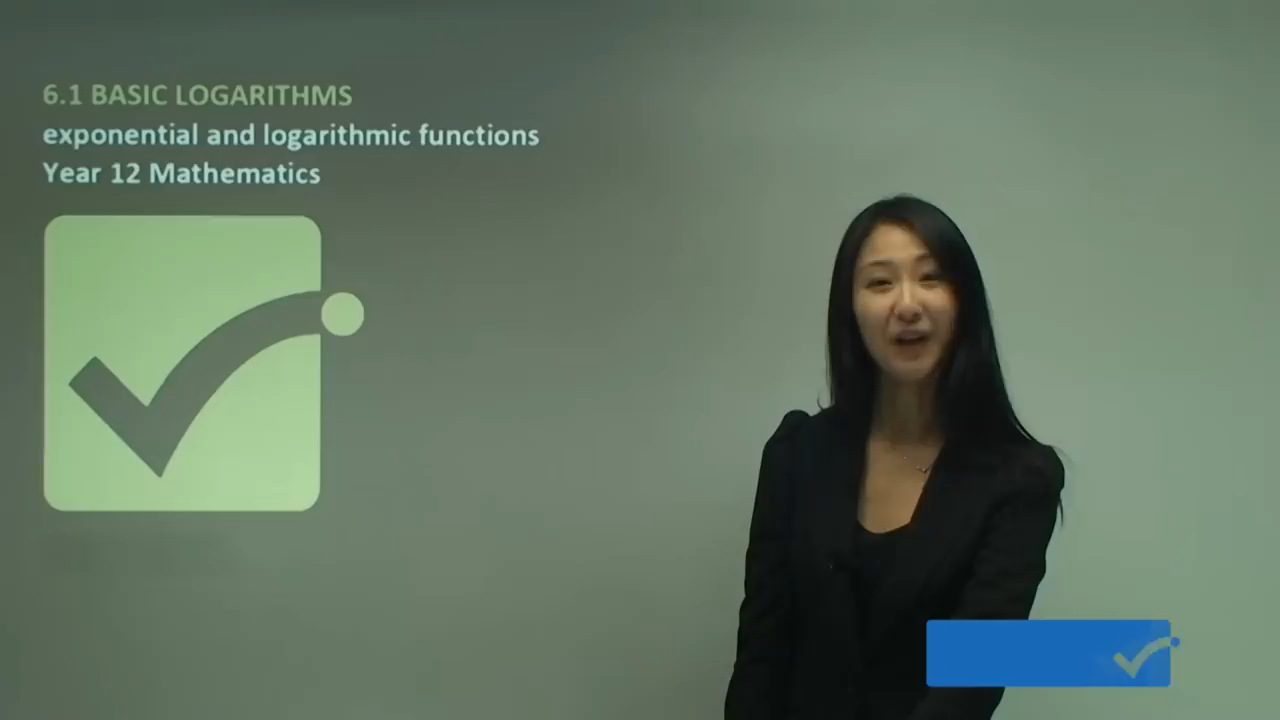 6.1 BASIC LOGARITHMS
exponential and logarithmic functions
Year 12 Mathematics